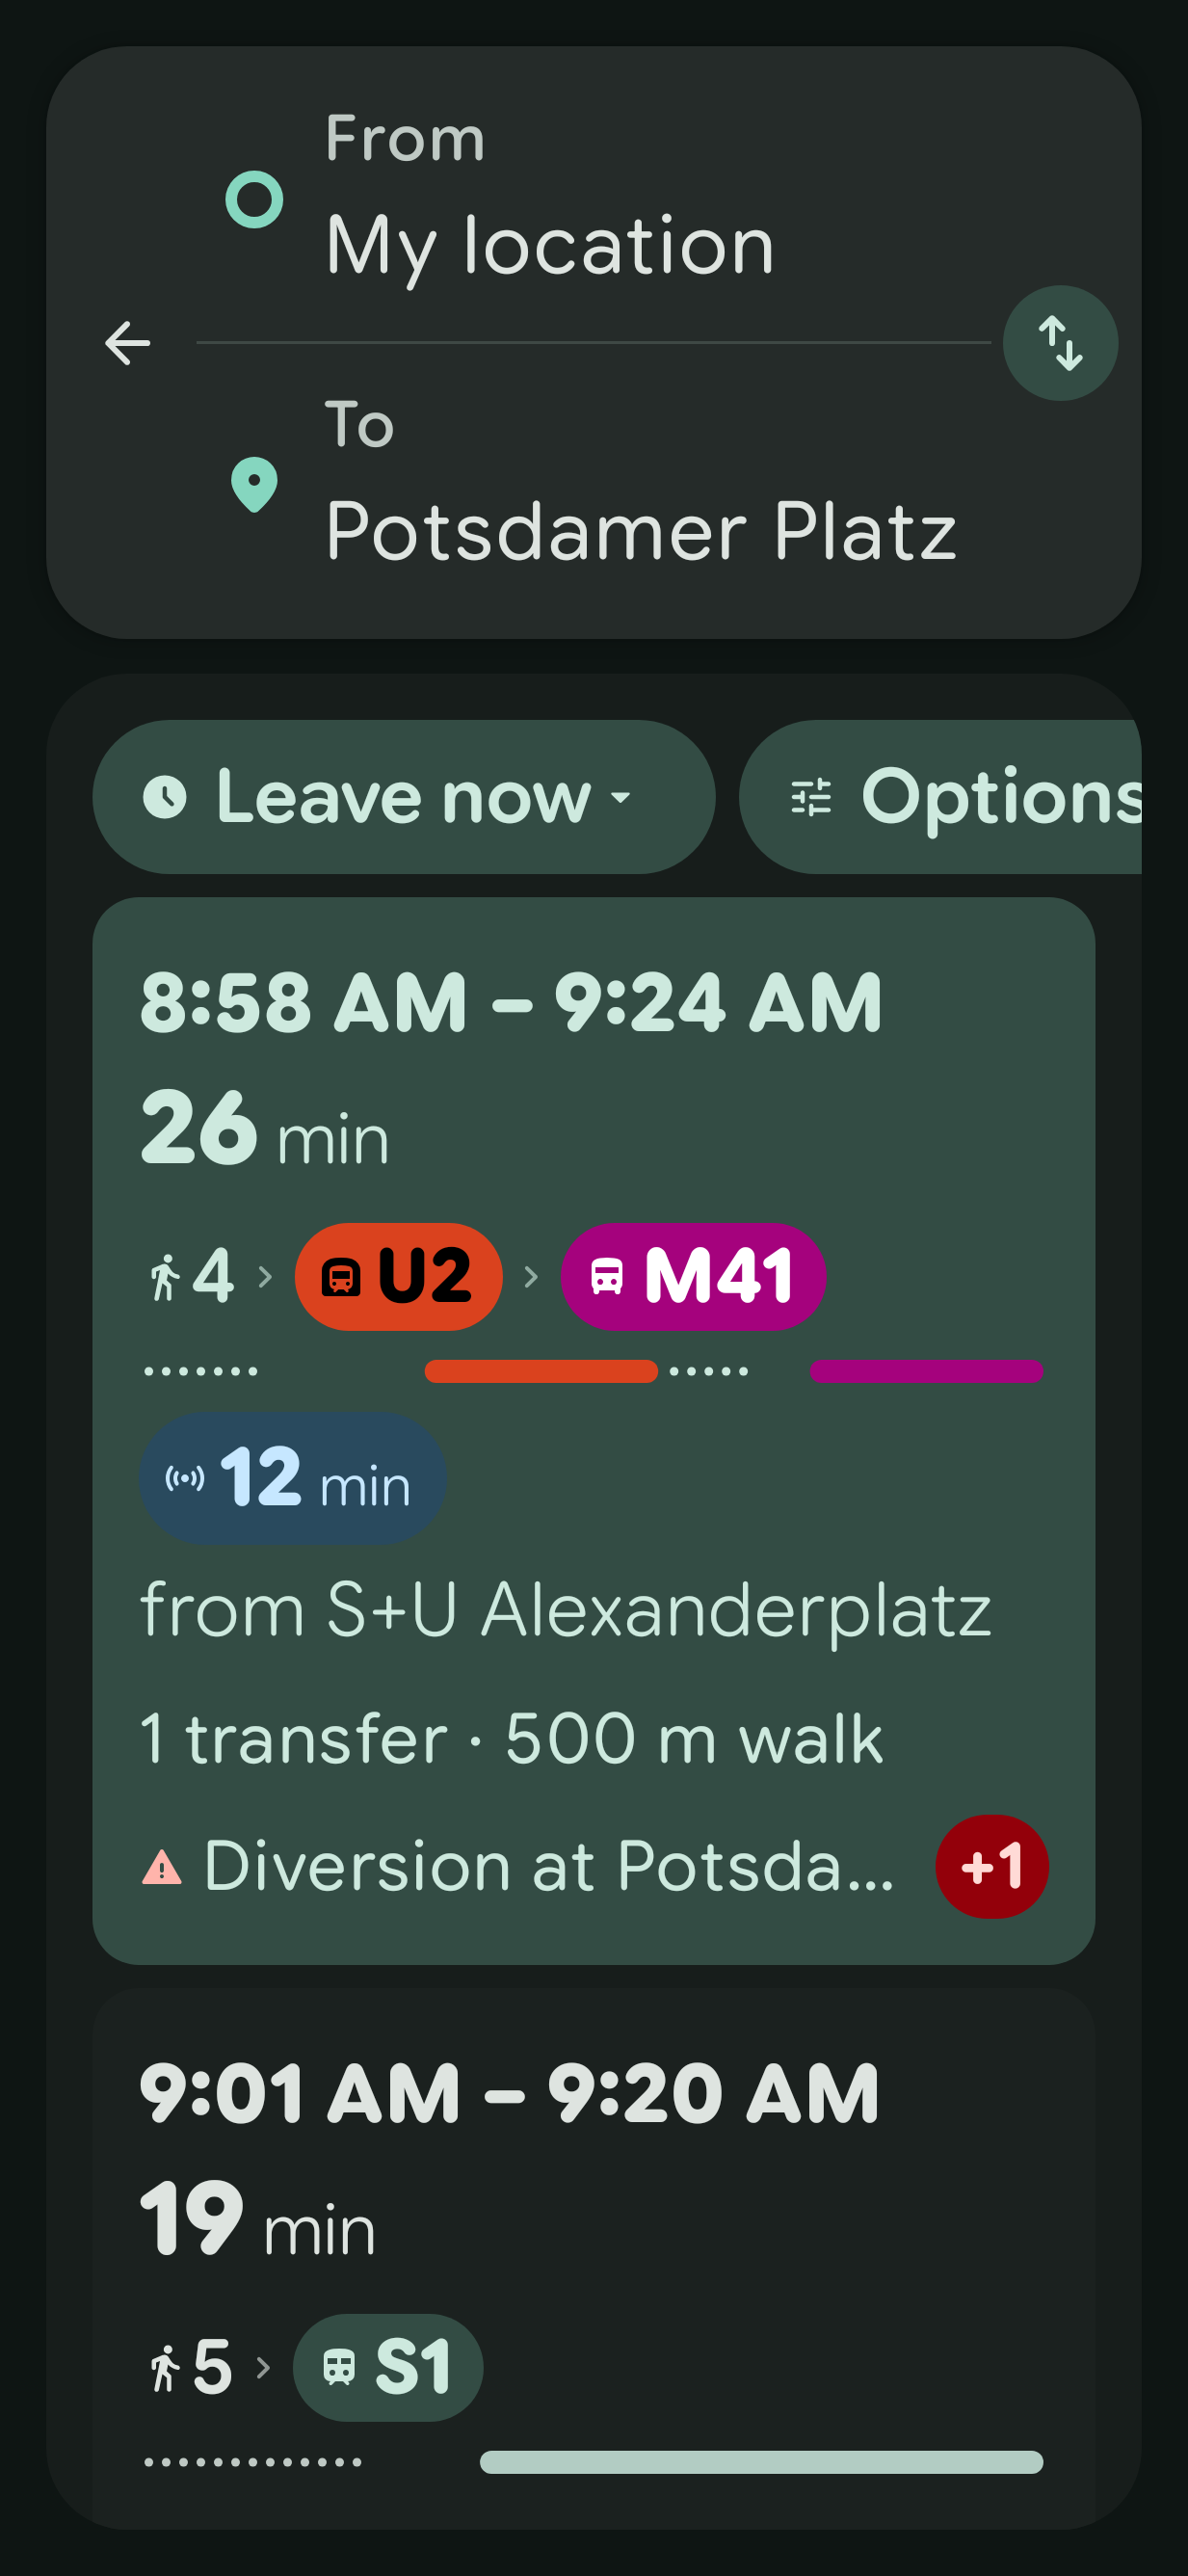 From
My location
To
Potsdamer Platz
Leave now
Options
8:58 AM – 9:24 AM
26 min
4 U2 M41
12 min
from S+U Alexanderplatz
1 transfer · 500 m walk
Diversion at Potsda... +1
9:01 AM – 9:20 AM
19 min
5 S1